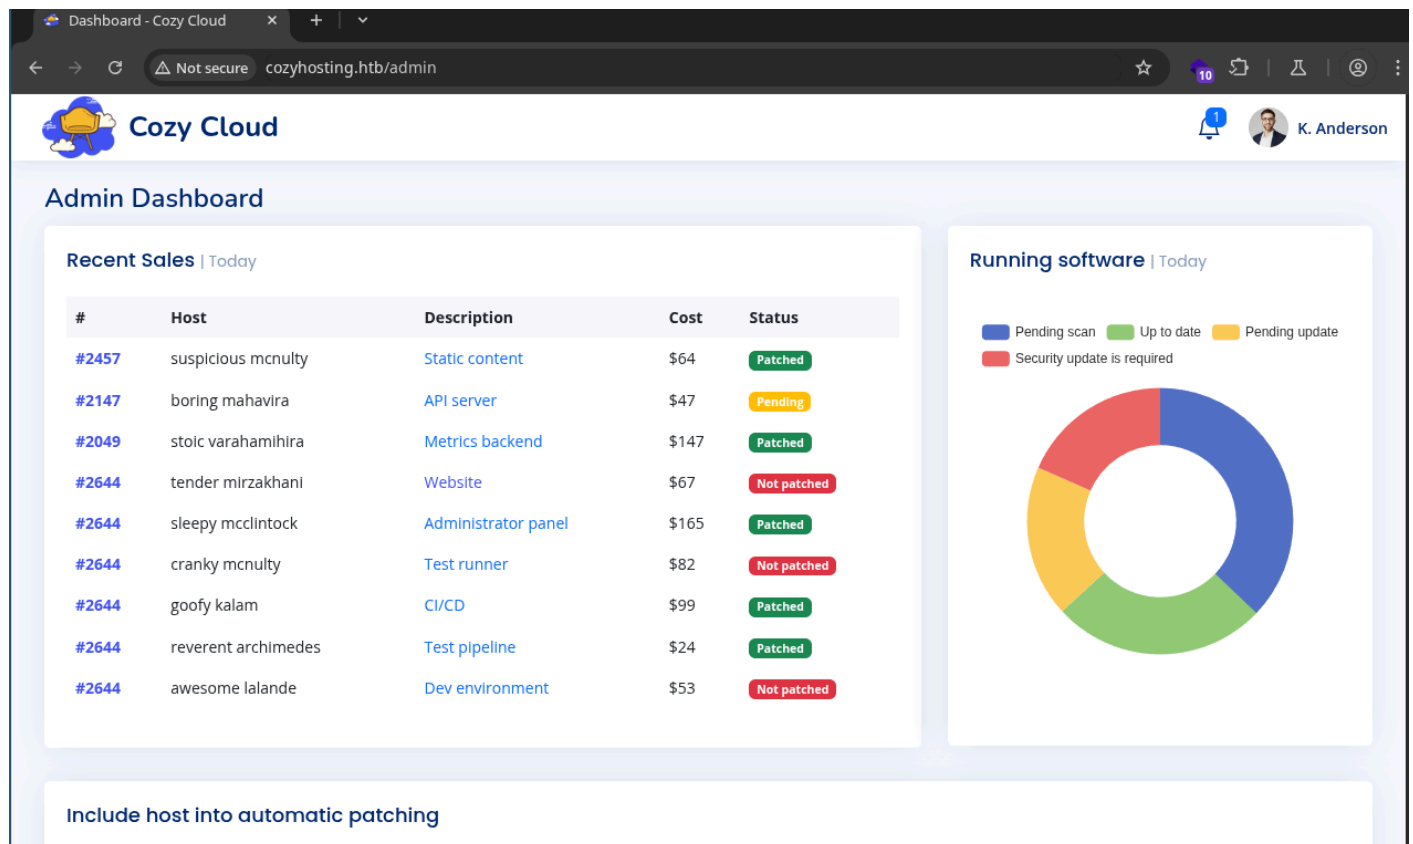 Dashboard - Cozy Cloud
Not secure cozyhosting.htb/admin
10
Cozy Cloud
1
K. Anderson
Admin Dashboard
Recent Sales | Today
# Host Description Cost Status
#2457 suspicious mcnulty Static content $64 Patched
#2147 boring mahavira API server $47 Pending
#2049 stoic varahamihira Metrics backend $147 Patched
#2644 tender mirzakhani Website $67 Not patched
#2644 sleepy mcclintock Administrator panel $165 Patched
#2644 cranky mcnulty Test runner $82 Not patched
#2644 goofy kalam CI/CD $99 Patched
#2644 reverent archimedes Test pipeline $24 Patched
#2644 awesome lalande Dev environment $53 Not patched
Running software | Today
Pending scan Up to date Pending update
Security update is required
Include host into automatic patching